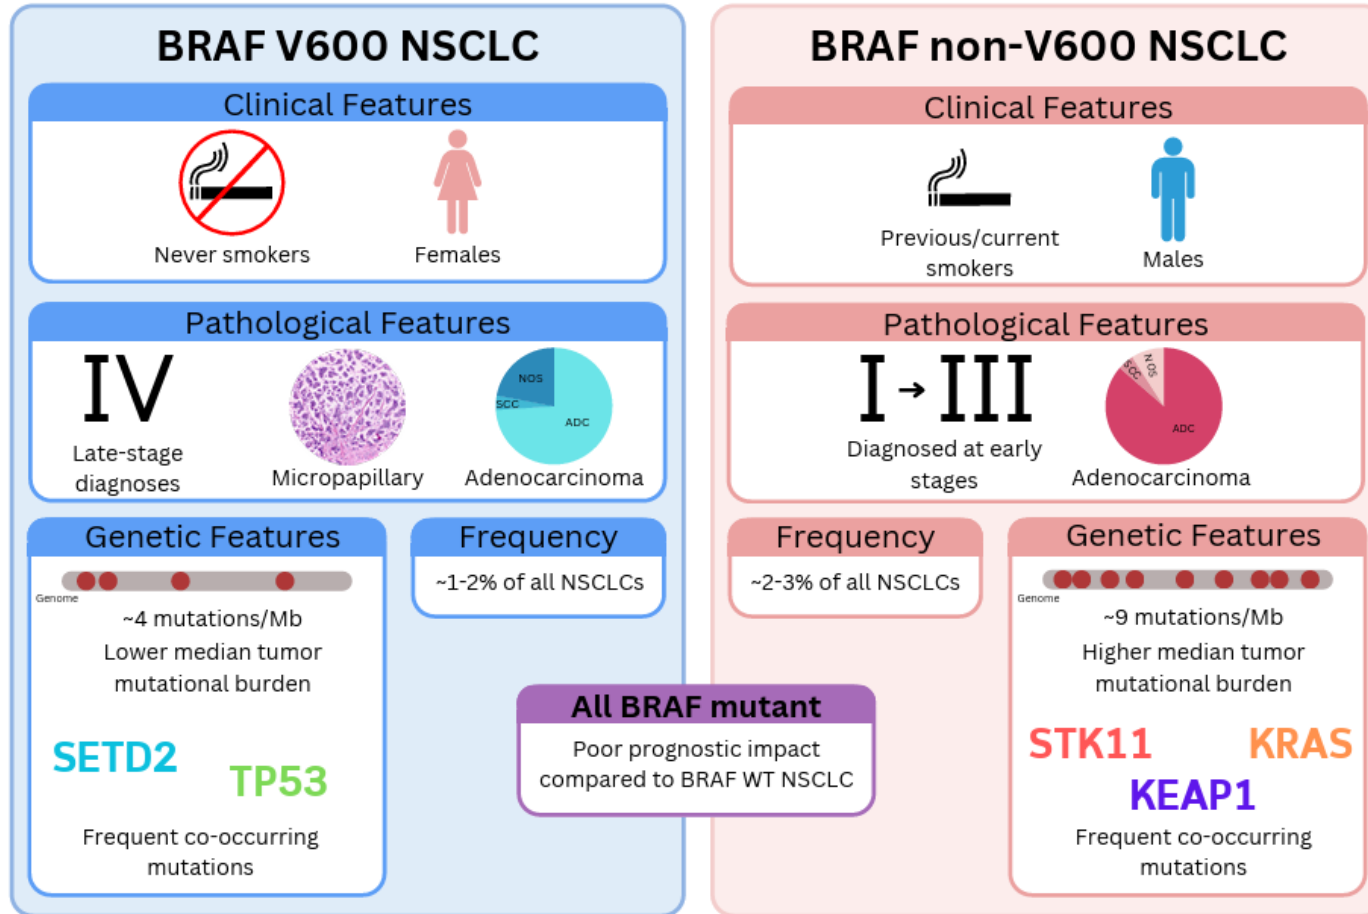 BRAF V600 NSCLC
Clinical Features
Never smokers
Females
Pathological Features
IV
Late-stage
diagnoses
Micropapillary
NOS
SCC
ADC
Adenocarcinoma
Genetic Features
Genome
~4 mutations/Mb
Lower median tumor
mutational burden
SETD2
TP53
Frequent co-occurring
mutations
Frequency
~1-2% of all NSCLCs
All BRAF mutant
Poor prognostic impact
compared to BRAF WT NSCLC
BRAF non-V600 NSCLC
Clinical Features
Previous/current
smokers
Males
Pathological Features
I → III
Diagnosed at early
stages
SCC
NOS
ADC
Adenocarcinoma
Frequency
~2-3% of all NSCLCs
Genetic Features
Genome
~9 mutations/Mb
Higher median tumor
mutational burden
STK11
KRAS
KEAP1
Frequent co-occurring
mutations